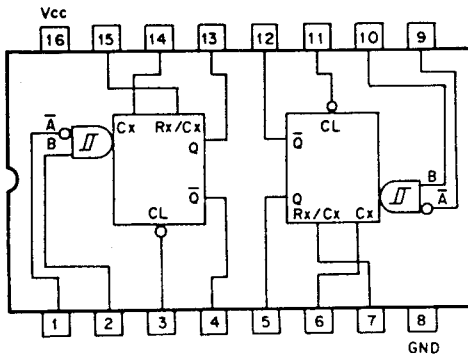 Vcc
16 15 14 13 12 11 10 9
A̅ Cx Rx/Cx CL
B Q Q̅ B
Q̅ Q A̅
CL Rx/Cx Cx
1 2 3 4 5 6 7 8
GND